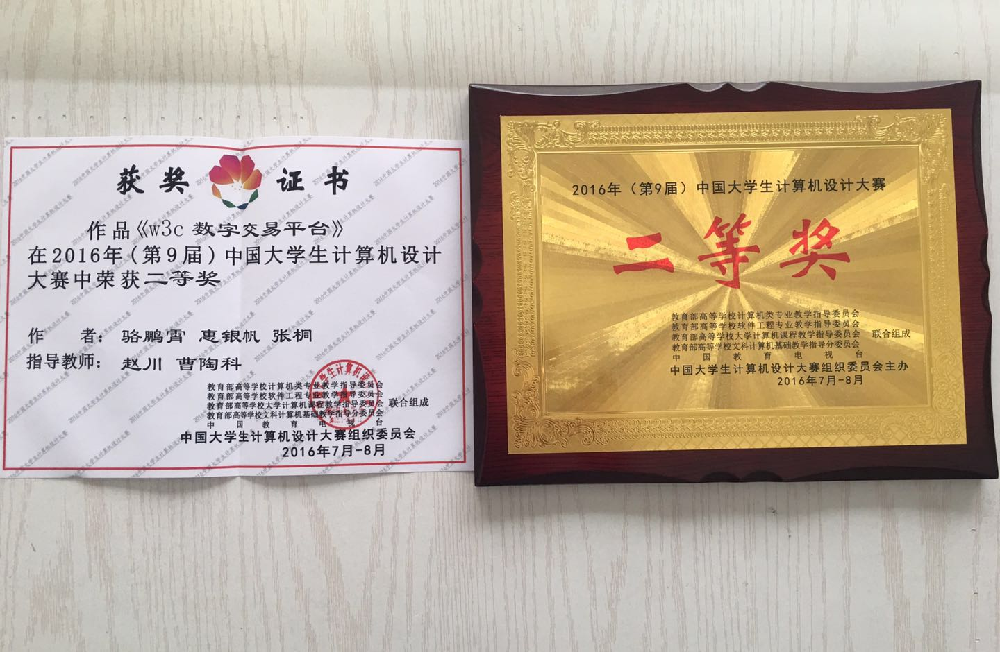 获奖证书
作品《w3c 数字交易平台》
在2016年(第9届)中国大学生计算机设计
大赛中荣获二等奖
作 者: 骆鹏霄 惠银帆 张桐
指导教师: 赵川 曹陶科
教育部高等学校计算机类专业教学指导委员会
教育部高等学校软件工程专业教学指导委员会
教育部高等学校大学计算机课程教学指导委员会 联合组成
教育部高等学校文科计算机基础教学指导分委员会
中国教育电视台
中国大学生计算机设计大赛组织委员会
2016年7月-8月
2016年(第9届)中国大学生计算机设计大赛
二等奖
教育部高等学校计算机类专业教学指导委员会
教育部高等学校软件工程专业教学指导委员会
教育部高等学校大学计算机课程教学指导委员会 联合组成
教育部高等学校文科计算机基础教学指导分委员会
中国教育电视台
中国大学生计算机设计大赛组织委员会主办
2016年7月-8月